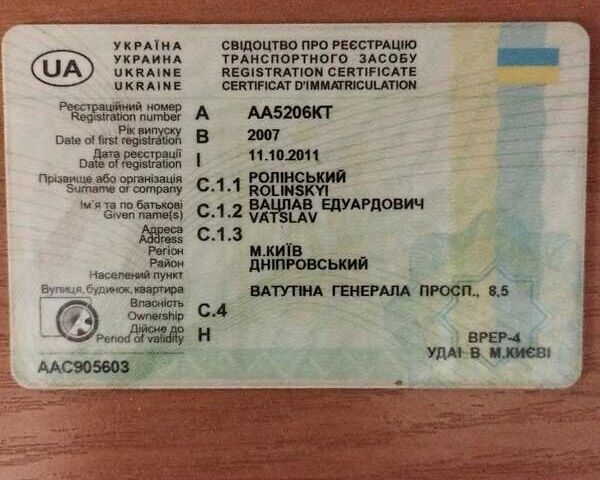 UA
УКРАЇНА
УКРАИНА
UKRAINE
UKRAINE
СВІДОЦТВО ПРО РЕЄСТРАЦІЮ
ТРАНСПОРТНОГО ЗАСОБУ
REGISTRATION CERTIFICATE
CERTIFICAT D'IMMATRICULATION
Реєстраційний номер
Registration number A AA5206KT
Рік випуску
Date of first registration B 2007
Дата реєстрації
Date of registration I 11.10.2011
Прізвище або організація
Surname or company C.1.1 РОЛІНСЬКИЙ
ROLINSKYI
Ім'я та по батькові
Given name(s) C.1.2 ВАЦЛАВ ЕДУАРДОВИЧ
VATSLAV
Адреса
Address C.1.3
Регіон М.КИЇВ
Район ДНІПРОВСЬКИЙ
Населений пункт
Вулиця, будинок, квартира ВАТУТІНА ГЕНЕРАЛА ПРОСП., 8,5
Власність
Ownership C.4
Дійсне до
Period of validity H
ВРЕР-4
УДАІ В М.КИЄВІ
ААС905603